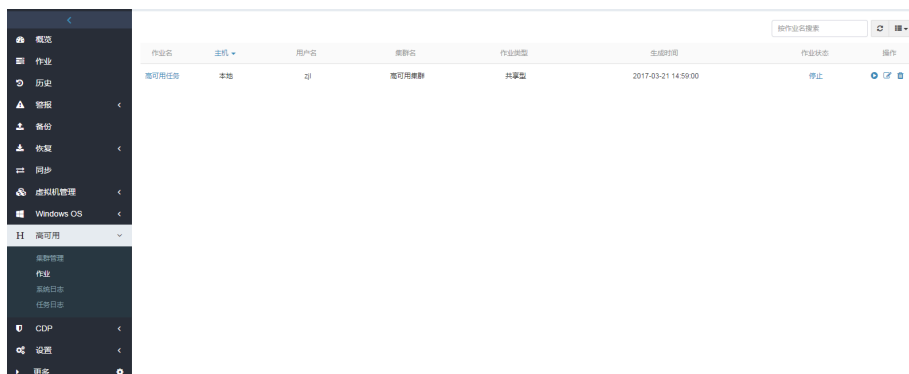 按作业名搜素
作业名 主机 用户名 集群名 作业类型 生成时间 作业状态 操作
高可用任务 本地 zjl 高可用集群 共享型 2017-03-21 14:59:00 停止
概览
作业
历史
警报
备份
恢复
同步
虚拟机管理
Windows OS
H 高可用
集群管理
作业
系统日志
任务日志
CDP
设置
更多